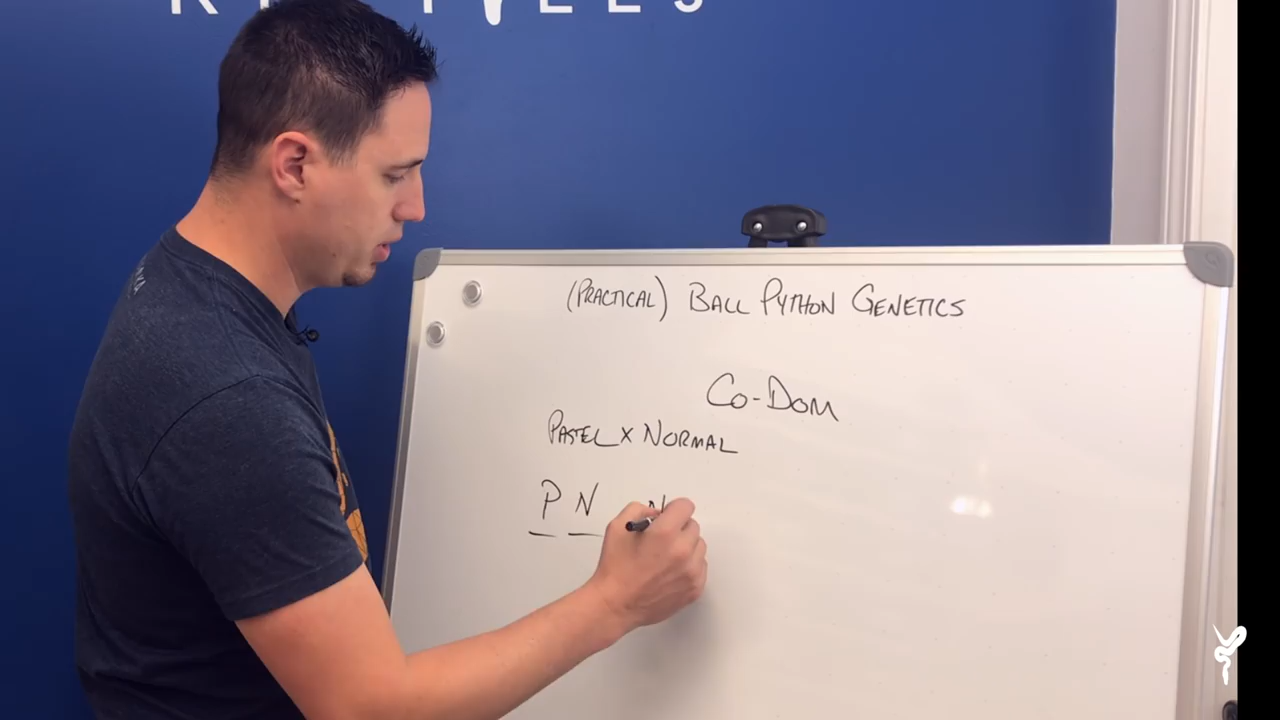 (PRACTICAL) BALL PYTHON GENETICS
CO-DOM
PASTEL X NORMAL
P N N